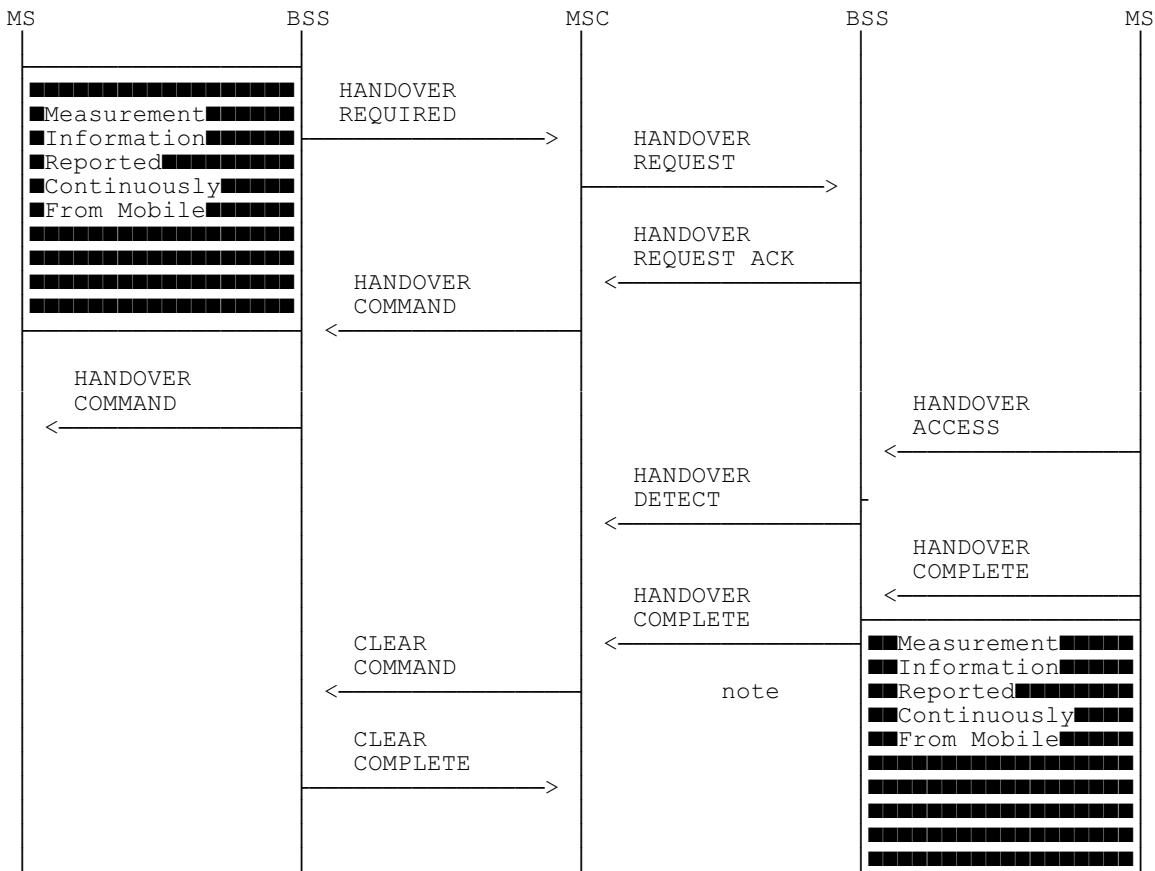 MS BSS MSC BSS MS
HANDOVER
Measurement REQUIRED
Information HANDOVER
Reported REQUEST
Continuously
From Mobile
HANDOVER
REQUEST ACK
HANDOVER
COMMAND
HANDOVER
COMMAND HANDOVER
ACCESS
HANDOVER
DETECT
HANDOVER
COMPLETE
HANDOVER
COMPLETE
CLEAR Measurement
COMMAND Information
note Reported
Continuously
CLEAR From Mobile
COMPLETE